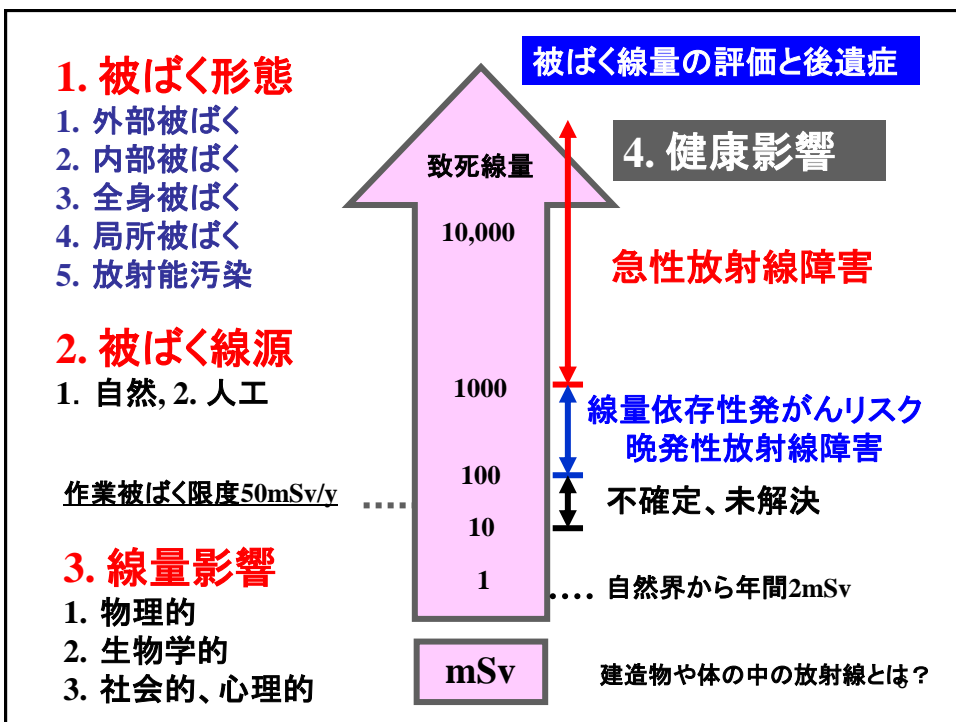 被ばく線量の評価と後遺症
1. 被ばく形態
1. 外部被ばく
2. 内部被ばく
3. 全身被ばく
4. 局所被ばく
5. 放射能汚染
2. 被ばく線源
1. 自然, 2. 人工
作業被ばく限度50mSv/y
3. 線量影響
1. 物理的
2. 生物学的
3. 社会的、心理的
致死線量
10,000
1000
100
10
1
mSv
4. 健康影響
急性放射線障害
線量依存性発がんリスク
晩発性放射線障害
不確定、未解決
.... 自然界から年間2mSv
建造物や体の中の放射線とは？